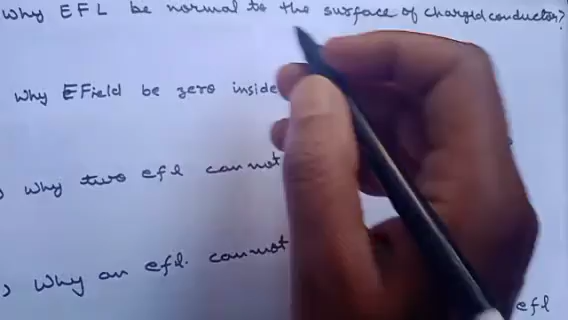 Why EFL be normal to the surface of charged conductor?
Why EField be zero inside
) Why two efl cannot
) Why an efl. cannot
efl